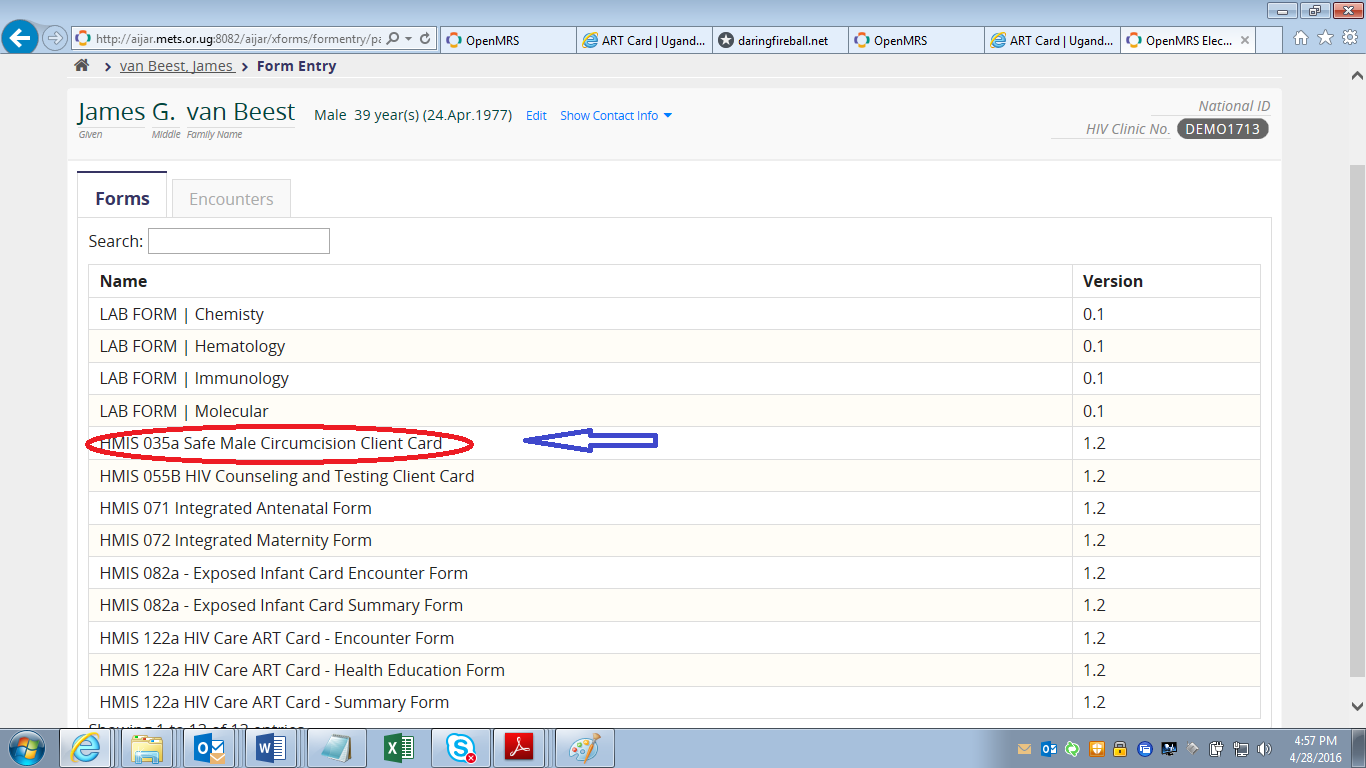 http://aijar.mets.or.ug:8082/aijar/xforms/formentry/pa
OpenMRS
ART Card | Ugand...
daringfireball.net
OpenMRS
ART Card | Ugand...
OpenMRS Elec...
van Beest, James
Form Entry
James G. van Beest
Given Middle Family Name
Male 39 year(s) (24.Apr.1977) Edit Show Contact Info
National ID
HIV Clinic No. DEMO1713
Forms
Encounters
Search:
Name Version
LAB FORM | Chemisty 0.1
LAB FORM | Hematology 0.1
LAB FORM | Immunology 0.1
LAB FORM | Molecular 0.1
HMIS 035a Safe Male Circumcision Client Card 1.2
HMIS 055B HIV Counseling and Testing Client Card 1.2
HMIS 071 Integrated Antenatal Form 1.2
HMIS 072 Integrated Maternity Form 1.2
HMIS 082a - Exposed Infant Card Encounter Form 1.2
HMIS 082a - Exposed Infant Card Summary Form 1.2
HMIS 122a HIV Care ART Card - Encounter Form 1.2
HMIS 122a HIV Care ART Card - Health Education Form 1.2
HMIS 122a HIV Care ART Card - Summary Form 1.2
Showing 1 to 13 of 13 entries
4:57 PM
4/28/2016